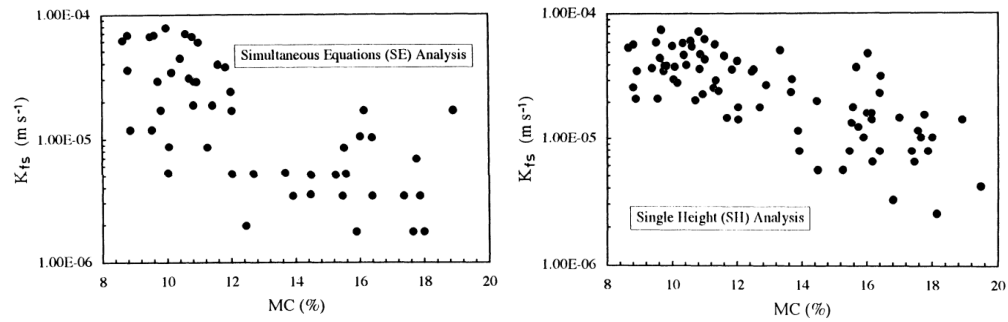 1.00E-04
Simultaneous Equations (SE) Analysis
K_fs (m s⁻¹)
1.00E-05
1.00E-06
8 10 12 14 16 18 20
MC (%)
1.00E-04
K_fs (m s⁻¹)
1.00E-05
Single Height (SH) Analysis
1.00E-06
8 10 12 14 16 18 20
MC (%)